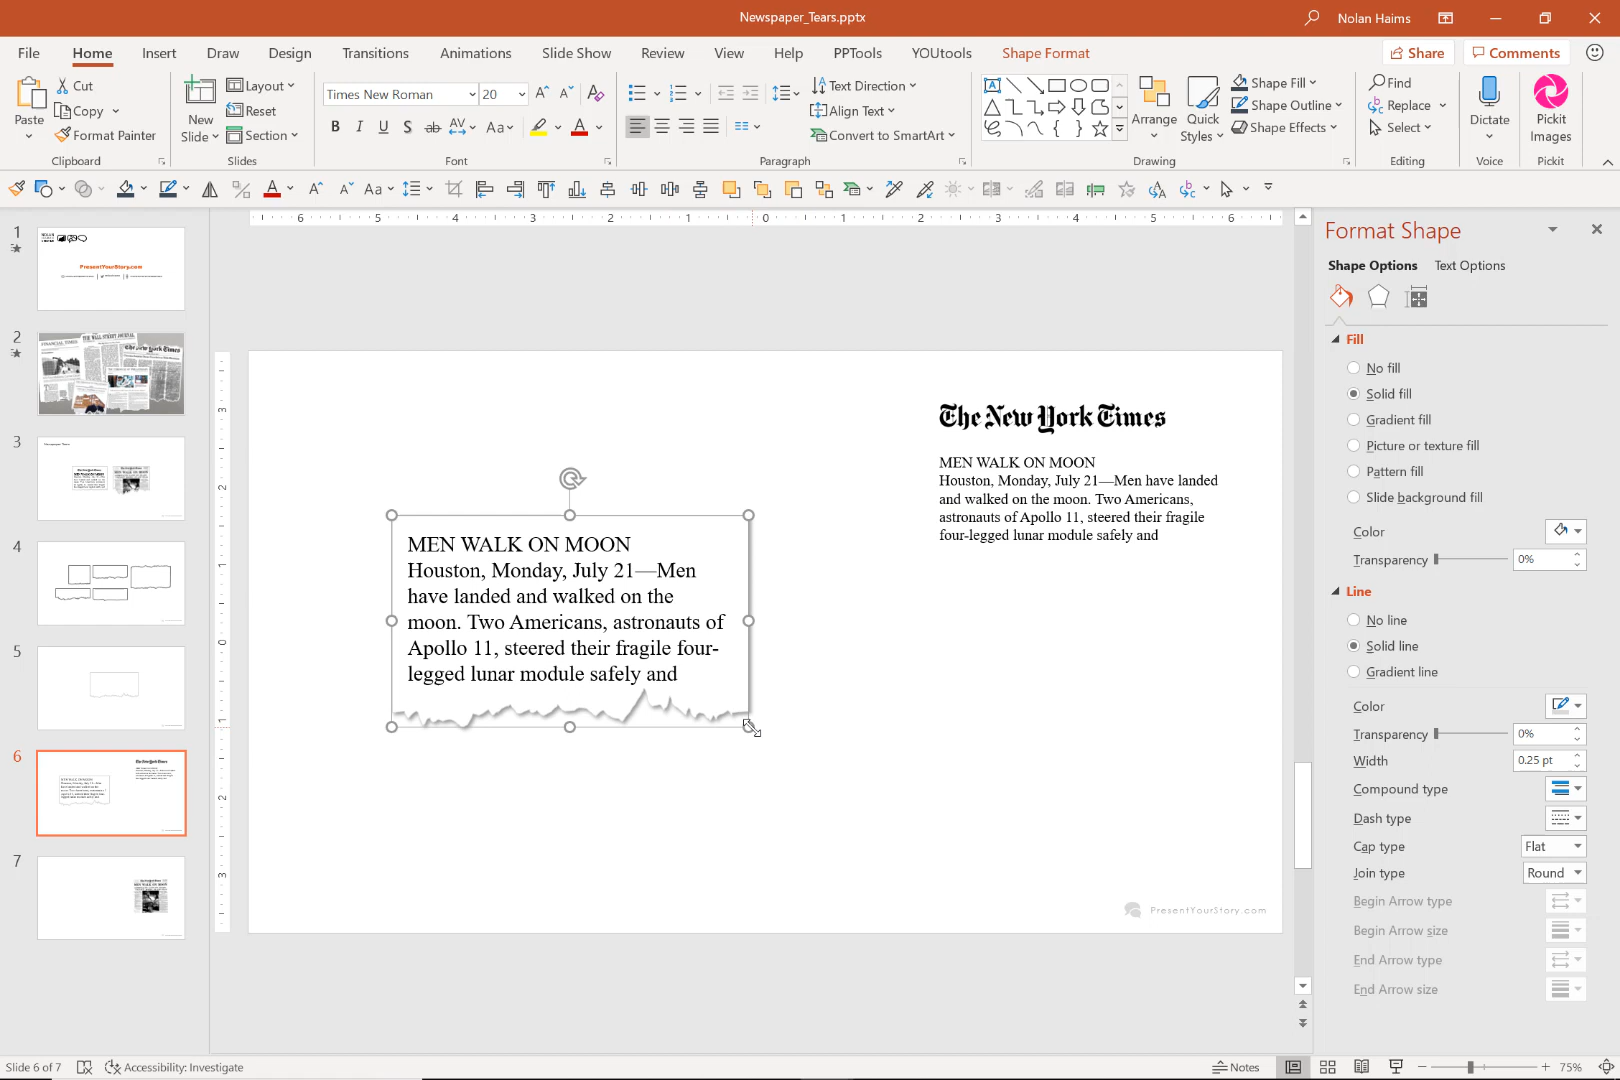 Newspaper_Tears.pptx
Nolan Haims
File
Home
Insert
Draw
Design
Transitions
Animations
Slide Show
Review
View
Help
PPTools
YOUtools
Shape Format
Share
Comments
Paste
Cut
Copy
Format Painter
Clipboard
New Slide
Layout
Reset
Section
Slides
Times New Roman
20
Font
Text Direction
Align Text
Convert to SmartArt
Paragraph
Arrange
Quick Styles
Shape Fill
Shape Outline
Shape Effects
Drawing
Find
Replace
Select
Editing
Dictate
Voice
Pickit Images
Pickit
1
PresentYourStory.com
2
3
4
5
6
7
The New York Times
MEN WALK ON MOON
Houston, Monday, July 21—Men have landed
and walked on the moon. Two Americans,
astronauts of Apollo 11, steered their fragile
four-legged lunar module safely and
MEN WALK ON MOON
Houston, Monday, July 21—Men
have landed and walked on the
moon. Two Americans, astronauts of
Apollo 11, steered their fragile four-
legged lunar module safely and
PresentYourStory.com
Format Shape
Shape Options
Text Options
Fill
No fill
Solid fill
Gradient fill
Picture or texture fill
Pattern fill
Slide background fill
Color
Transparency
0%
Line
No line
Solid line
Gradient line
Color
Transparency
0%
Width
0.25 pt
Compound type
Dash type
Cap type
Flat
Join type
Round
Begin Arrow type
Begin Arrow size
End Arrow type
End Arrow size
Slide 6 of 7
Accessibility: Investigate
Notes
75%